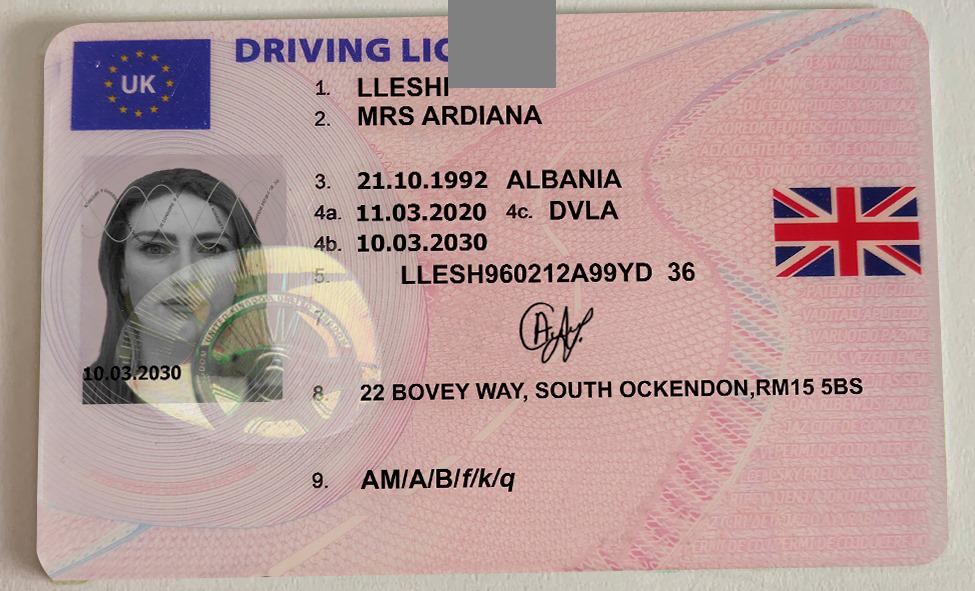 UK
DRIVING
1. LLESHI
2. MRS ARDIANA
3. 21.10.1992 ALBANIA
4a. 11.03.2020 4c. DVLA
4b. 10.03.2030
5. LLESH960212A99YD 36
7.
10.03.2030
8. 22 BOVEY WAY, SOUTH OCKENDON,RM15 5BS
9. AM/A/B/f/k/q